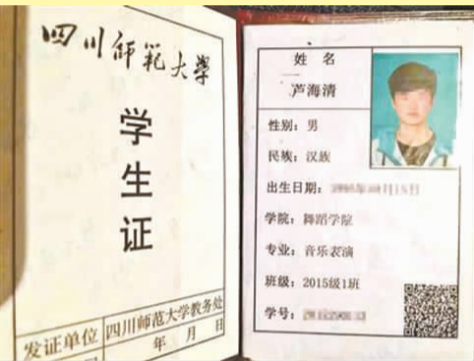 四川师范大学
学生证
发证单位
四川师范大学教务处
年 月 日
姓 名
芦海清
性别：男
民族：汉族
出生日期：
学院：舞蹈学院
专业：音乐表演
班级：2015级1班
学号：